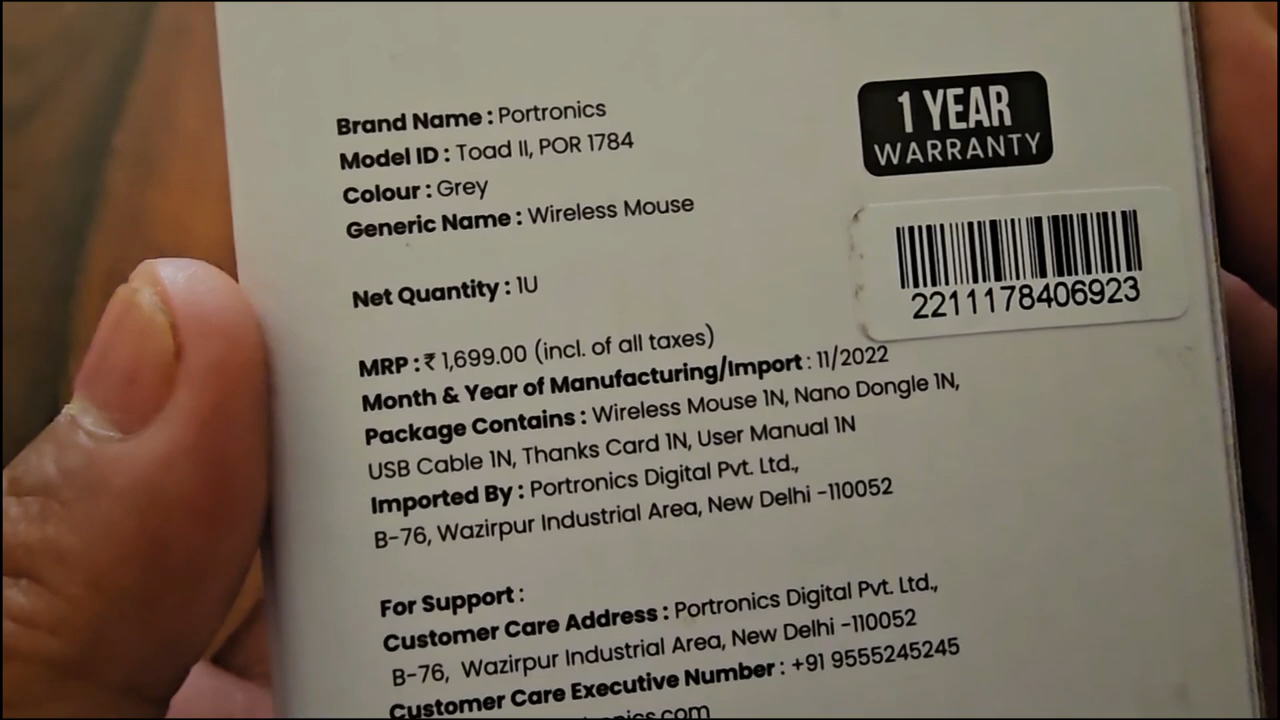 Brand Name : Portronics
Model ID : Toad II, POR 1784
Colour : Grey
Generic Name : Wireless Mouse
1 YEAR
WARRANTY
2211178406923
Net Quantity : 1U
MRP : ₹ 1,699.00 (incl. of all taxes)
Month & Year of Manufacturing/Import : 11/2022
Package Contains : Wireless Mouse 1N, Nano Dongle 1N,
USB Cable 1N, Thanks Card 1N, User Manual 1N
Imported By : Portronics Digital Pvt. Ltd.,
B-76, Wazirpur Industrial Area, New Delhi -110052
For Support :
Customer Care Address : Portronics Digital Pvt. Ltd.,
B-76, Wazirpur Industrial Area, New Delhi -110052
Customer Care Executive Number : +91 9555245245